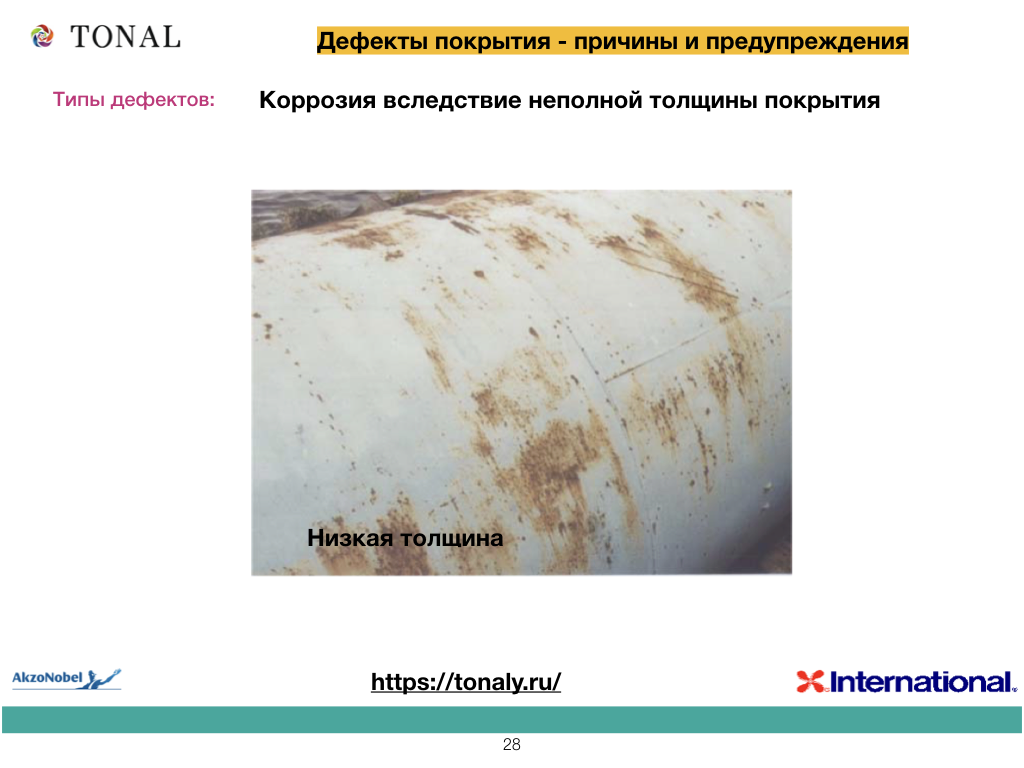 TONAL
Дефекты покрытия - причины и предупреждения
Типы дефектов:
Коррозия вследствие неполной толщины покрытия
Низкая толщина
AkzoNobel
https://tonaly.ru/
International
28